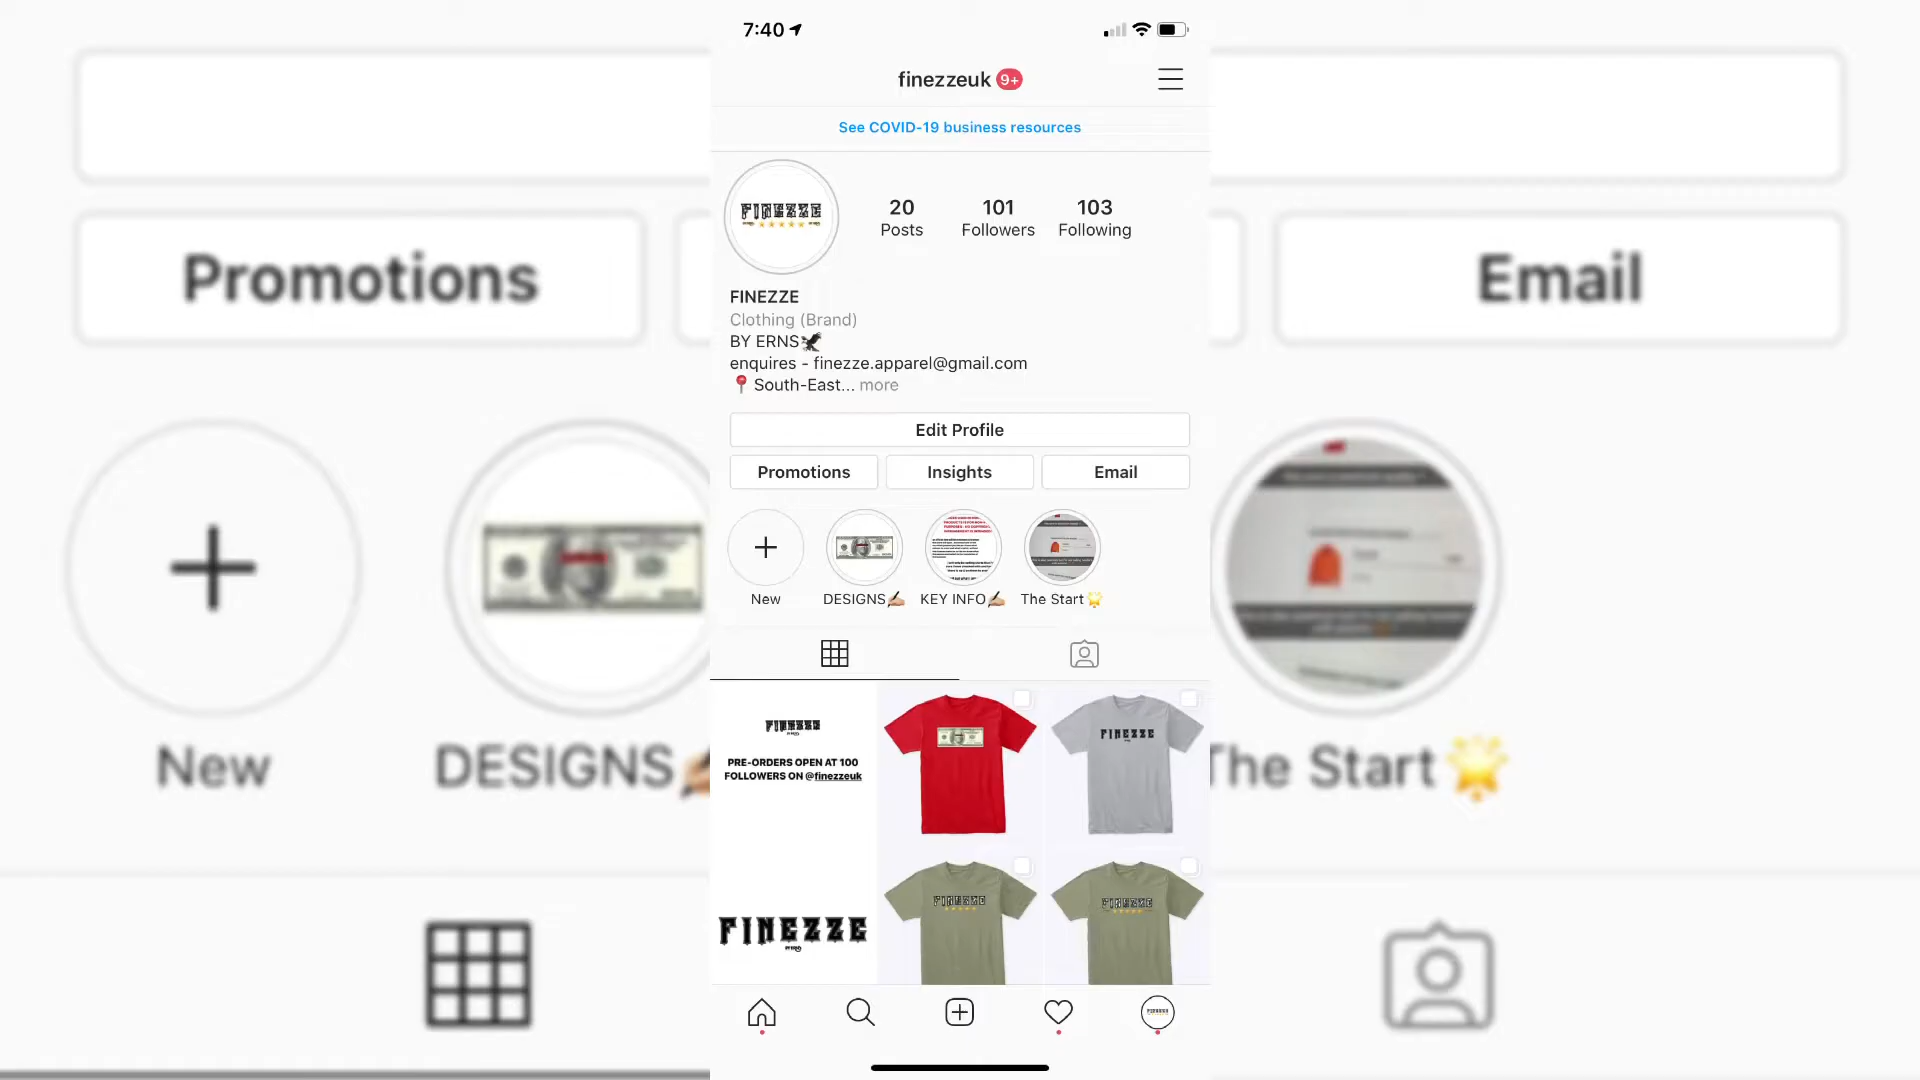 7:40
finezzeuk 9+
See COVID-19 business resources
FINEZZE
20
Posts
101
Followers
103
Following
FINEZZE
Clothing (Brand)
BY ERNS
enquires - finezze.apparel@gmail.com
South-East... more
Edit Profile
Promotions
Insights
Email
New
DESIGNS
KEY INFO
The Start
FINEZZE
PRE-ORDERS OPEN AT 100
FOLLOWERS ON @finezzeuk
FINEZZE
FINEZZE
FINEZZE
FINEZZE
Promotions
Email
New
DESIGNS
The Start